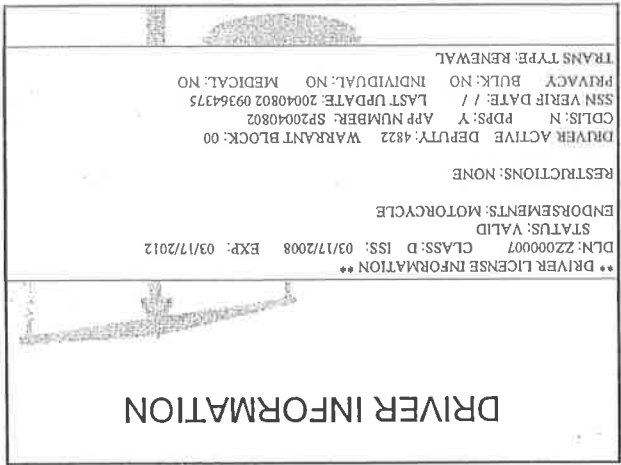 DRIVER INFORMATION
** DRIVER LICENSE INFORMATION **
DLN: ZZ000007 CLASS: D ISS: 03/17/2008 EXP: 03/17/2012
STATUS: VALID
ENDORSEMENTS: MOTORCYCLE
RESTRICTIONS: NONE
DRIVER ACTIVE DEPUTY: 4822 WARRANT BLOCK: 00
CDLIS: N PDPS: Y APP NUMBER: SP20040802
SSN VERIF DATE: / / LAST UPDATE: 20040802 09364375
PRIVACY BULK: NO INDIVIDUAL: NO MEDICAL: NO
TRANS TYPE: RENEWAL